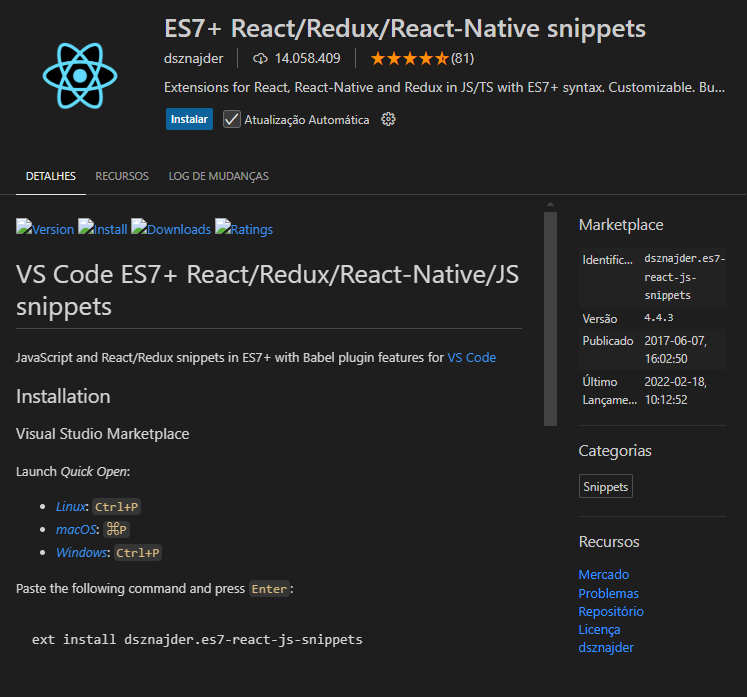 ES7+ React/Redux/React-Native snippets
dsznajder
14.058.409
(81)
Extensions for React, React-Native and Redux in JS/TS with ES7+ syntax. Customizable. Bu...
Instalar
Atualização Automática
DETALHES
RECURSOS
LOG DE MUDANÇAS
Version Install Downloads Ratings
VS Code ES7+ React/Redux/React-Native/JS
snippets
JavaScript and React/Redux snippets in ES7+ with Babel plugin features for VS Code
Installation
Visual Studio Marketplace
Launch Quick Open:
• Linux: Ctrl+P
• macOS: ⌘P
• Windows: Ctrl+P
Paste the following command and press Enter:
ext install dsznajder.es7-react-js-snippets
Marketplace
Identific... dsznajder.es7-
react-js-
snippets
Versão 4.4.3
Publicado 2017-06-07,
16:02:50
Último 2022-02-18,
Lançame... 10:12:52
Categorias
Snippets
Recursos
Mercado
Problemas
Repositório
Licença
dsznajder